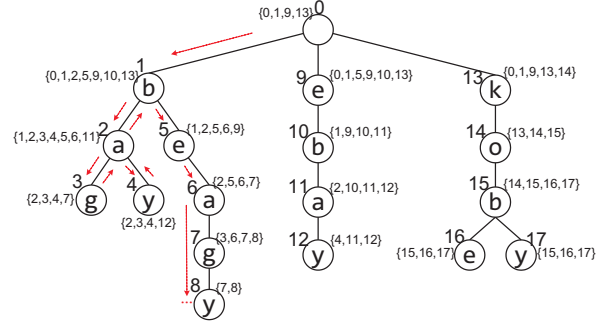 0
{0,1,9,13}
1
{0,1,2,5,9,10,13}
b
9
e
{0,1,5,9,10,13}
13
k
{0,1,9,13,14}
2
{1,2,3,4,5,6,11}
a
5
e
{1,2,5,6,9}
10
b
{1,9,10,11}
14
o
{13,14,15}
3
{2,3,4,7}
g
4
y
{2,3,4,12}
6
a
{2,5,6,7}
11
a
{2,10,11,12}
15
b
{14,15,16,17}
7
g
{3,6,7,8}
12
y
{4,11,12}
16
{15,16,17}
e
17
y
{15,16,17}
8
y
{7,8}